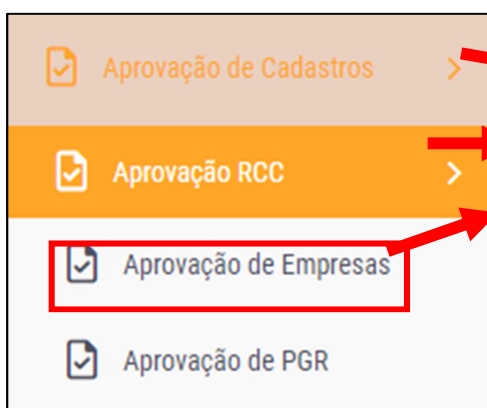 Aprovação de Cadastros
Aprovação RCC
Aprovação de Empresas
Aprovação de PGR